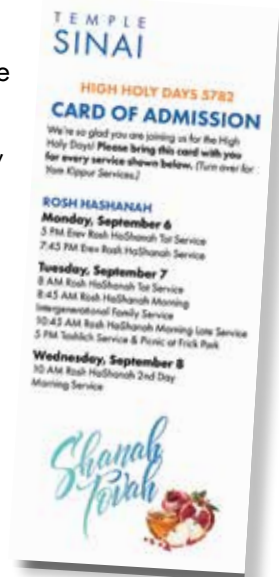 TEMPLE
SINAI
HIGH HOLY DAYS 5782
CARD OF ADMISSION
We're so glad you are joining us for the High
Holy Days! Please bring this card with you
for every service shown below. (Turn over for
Yom Kippur Services.)
ROSH HASHANAH
Monday, September 6
5 PM Erev Rosh HaShanah Tot Service
7:45 PM Erev Rosh HaShanah Service
Tuesday, September 7
8 AM Rosh HaShanah Tot Service
8:45 AM Rosh HaShanah Morning
Intergenerational Family Service
10:45 AM Rosh HaShanah Morning Late Service
5 PM Tashlich Service & Picnic at Frick Park
Wednesday, September 8
10 AM Rosh HaShanah 2nd Day
Morning Service
Shanah
Tovah